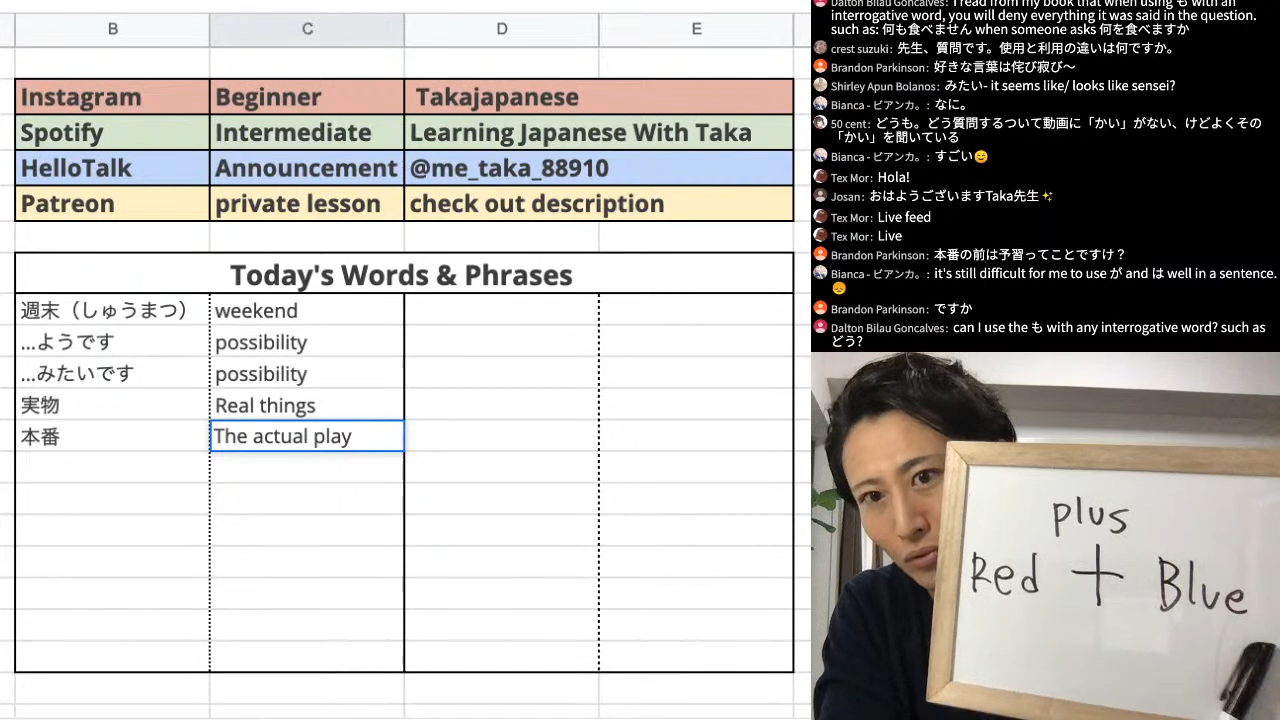 B C D E
Instagram Beginner Takajapanese
Spotify Intermediate Learning Japanese With Taka
HelloTalk Announcement @me_taka_88910
Patreon private lesson check out description
Today's Words & Phrases
週末（しゅうまつ） weekend
...ようです possibility
...みたいです possibility
実物 Real things
本番 The actual play
Dalton Bilau Goncalves: I read from my book that when using も with an
interrogative word, you will deny everything it was said in the question.
such as: 何も食べません when someone asks 何を食べますか
crest suzuki: 先生、質問です。使用と利用の違いは何ですか。
Brandon Parkinson: 好きな言葉は侘び寂び〜
Shirley Apun Bolanos: みたい- it seems like/ looks like sensei?
Bianca - ビアンカ。: なに。
50 cent: どうも。どう質問するついて動画に「かい」がない、けどよくその
「かい」を聞いている
Bianca - ビアンカ。: すごい😊
Tex Mor: Hola!
Josan: おはようございますTaka先生✨
Tex Mor: Live feed
Tex Mor: Live
Brandon Parkinson: 本番の前は予習ってことですけ？
Bianca - ビアンカ。: it's still difficult for me to use が and は well in a sentence.
😞
Brandon Parkinson: ですか
Dalton Bilau Goncalves: can I use the も with any interrogative word? such as
どう?
plus
Red + Blue